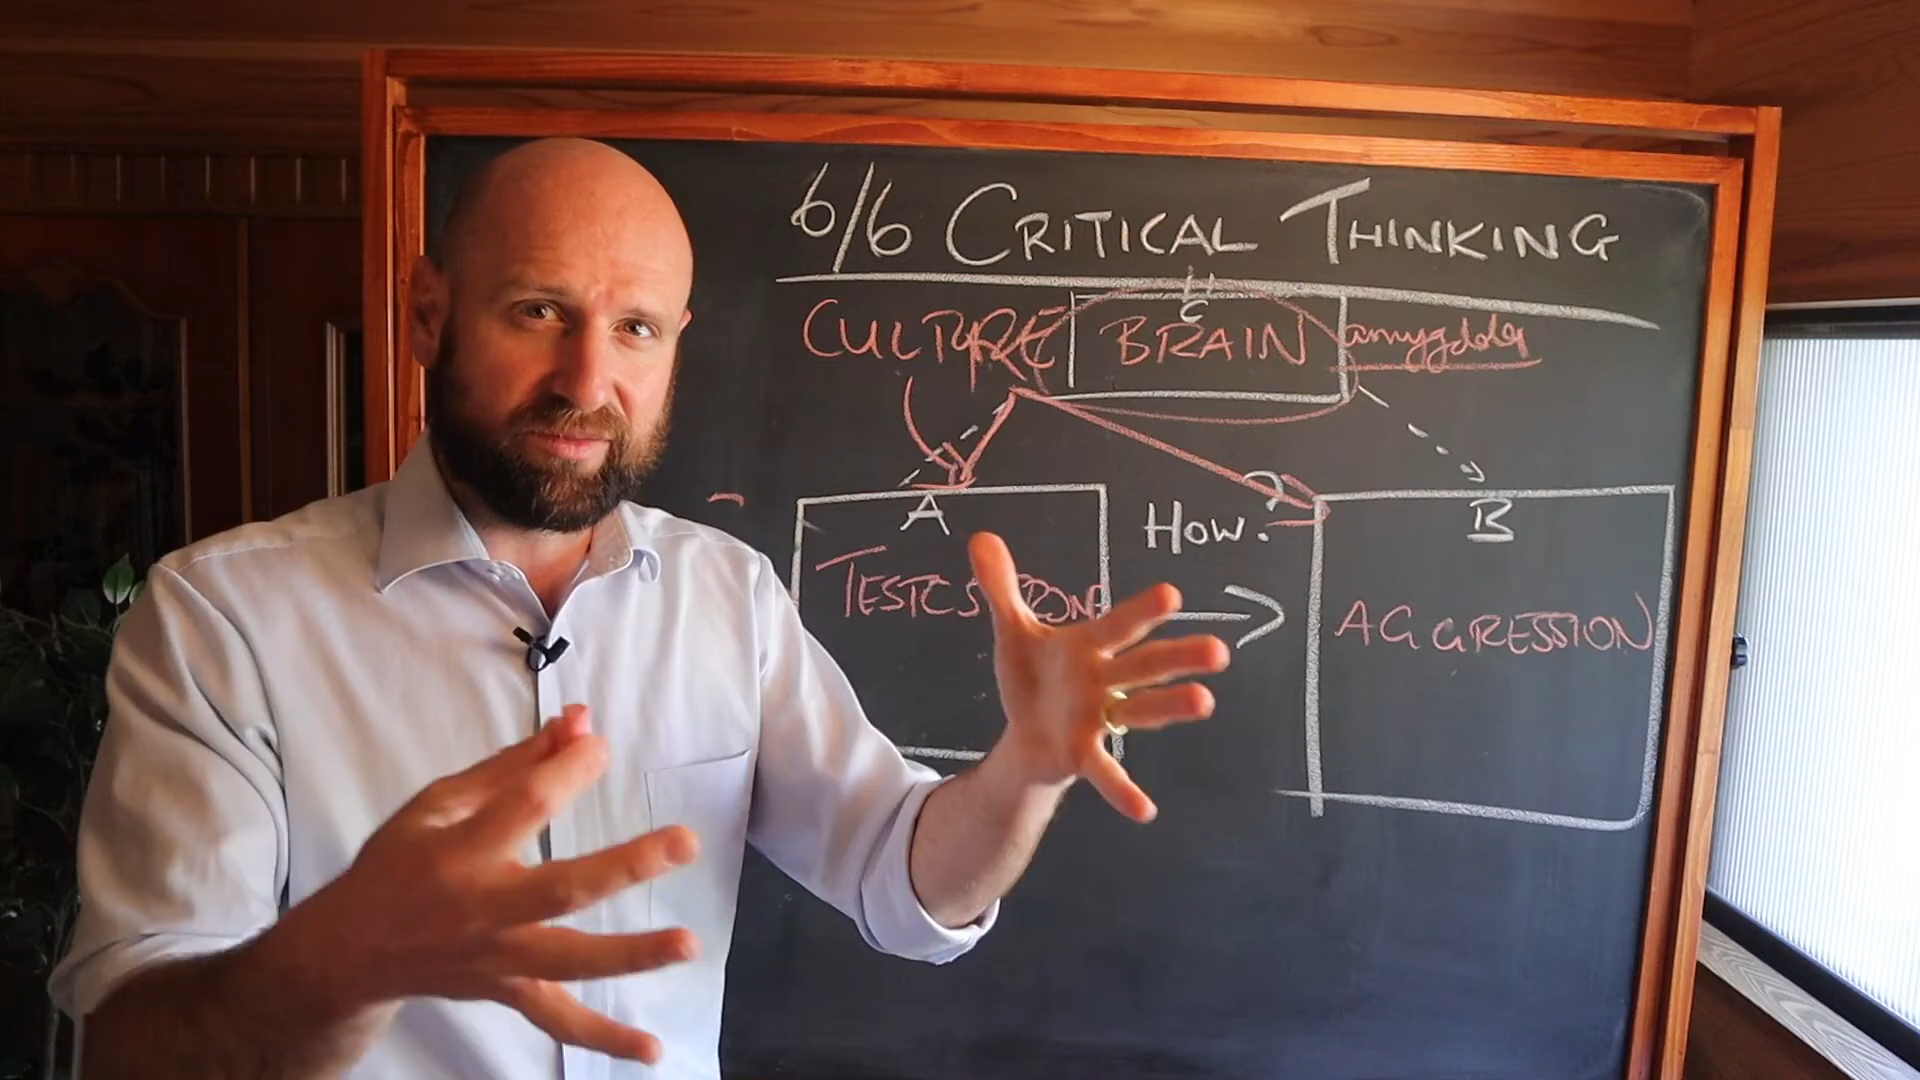 6/6 CRITICAL THINKING
C
CULTURE BRAIN amygdala
A How? B
AGGRESSION